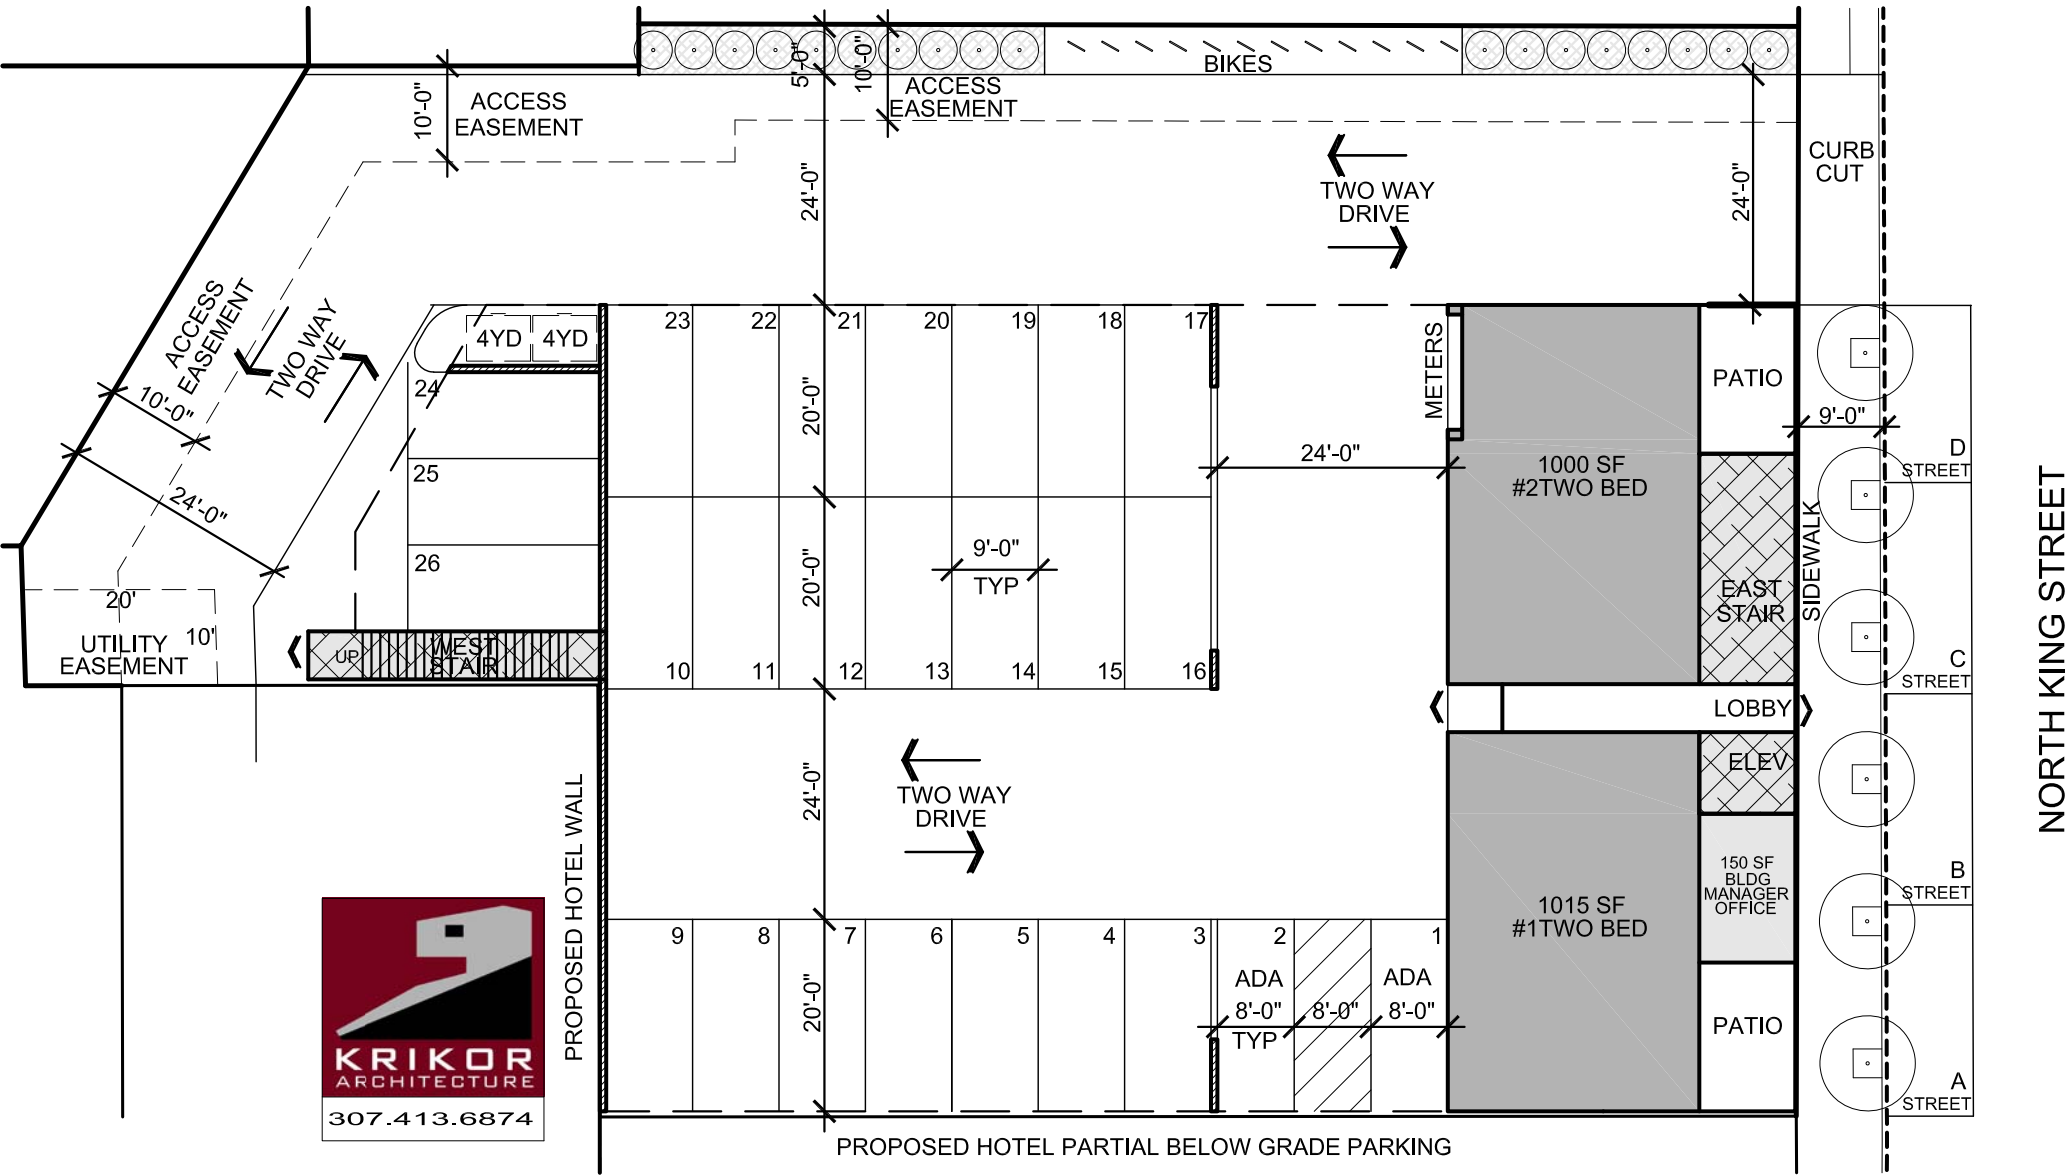 5'-0"
10'-0"
BIKES
ACCESS
EASEMENT
10'-0"
ACCESS
EASEMENT
24'-0"
TWO WAY
DRIVE
24'-0"
CURB
CUT
ACCESS
EASEMENT
TWO WAY
DRIVE
10'-0"
24'-0"
4YD
4YD
23
22
21
20
19
18
17
METERS
PATIO
9'-0"
24
25
26
20'-0"
24'-0"
1000 SF
#2TWO BED
D
STREET
SIDEWALK
NORTH KING STREET
20'-0"
9'-0"
TYP
EAST
STAIR
20'
10'
UTILITY
EASEMENT
UP
WEST
STAIR
10
11
12
13
14
15
16
C
STREET
LOBBY
ELEV
24'-0"
TWO WAY
DRIVE
PROPOSED HOTEL WALL
150 SF
BLDG
MANAGER
OFFICE
B
STREET
1015 SF
#1TWO BED
9
8
7
6
5
4
3
2
1
20'-0"
ADA
8'-0"
TYP
8'-0"
ADA
8'-0"
PATIO
A
STREET
KRIKOR
ARCHITECTURE
307.413.6874
PROPOSED HOTEL PARTIAL BELOW GRADE PARKING